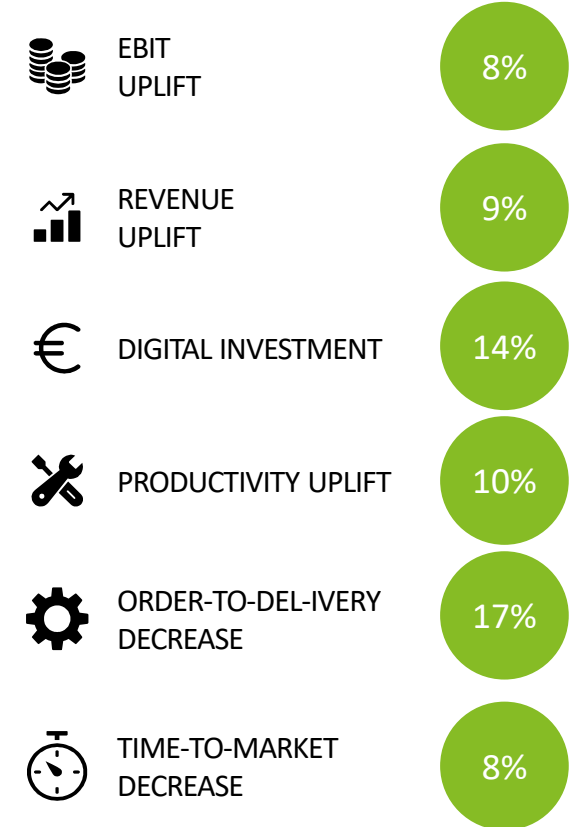 EBIT
UPLIFT
8%
REVENUE
UPLIFT
9%
€
DIGITAL INVESTMENT
14%
PRODUCTIVITY UPLIFT
10%
ORDER-TO-DEL-IVERY
DECREASE
17%
TIME-TO-MARKET
DECREASE
8%